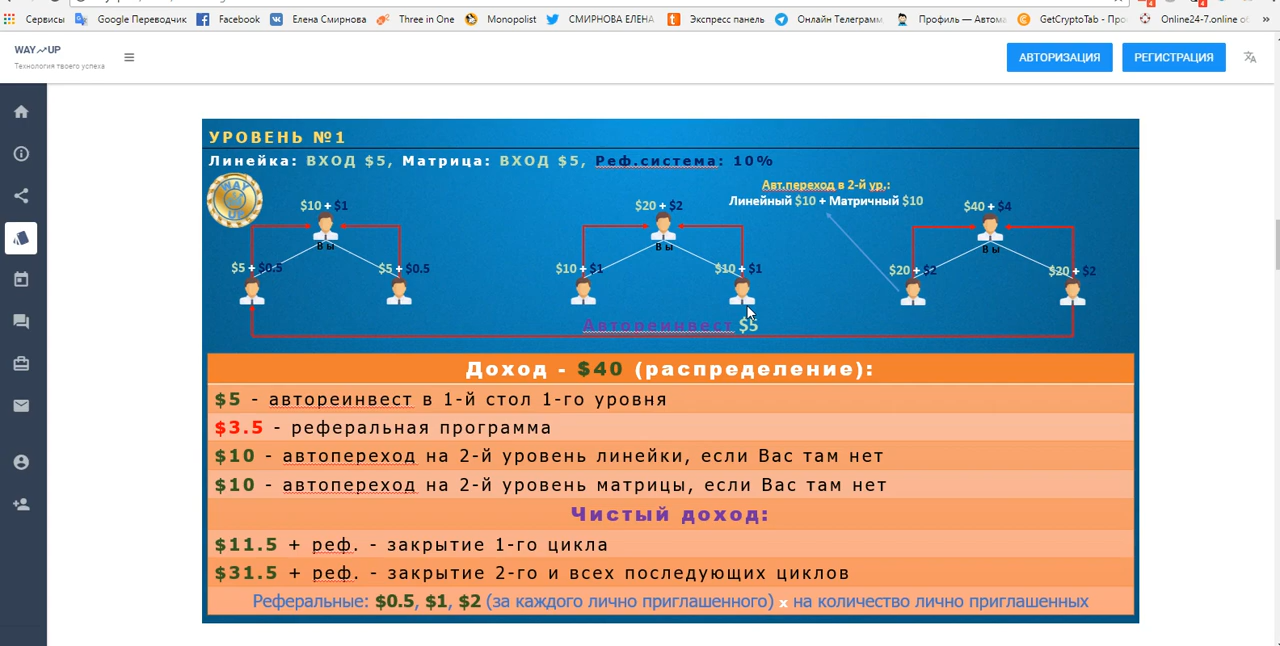 Сервисы Google Переводчик Facebook Елена Смирнова Three in One Monopolist СМИРНОВА ЕЛЕНА Экспресс панель Онлайн Телеграмм Профиль — Автома GetCryptoTab - Про Online24-7.online о »
WAY UP
Технология твоего успеха
АВТОРИЗАЦИЯ РЕГИСТРАЦИЯ
УРОВЕНЬ №1
Линейка: ВХОД $5, Матрица: ВХОД $5, Реф.система: 10%
WAY UP
Авт.переход в 2-й ур.:
Линейный $10 + Матричный $10
$10 + $1 $20 + $2 $40 + $4
Вы Вы Вы
$5 + $0.5 $5 + $0.5 $10 + $1 $10 + $1 $20 + $2 $20 + $2
Автореинвест $5
Доход - $40 (распределение):
$5 - автореинвест в 1-й стол 1-го уровня
$3.5 - реферальная программа
$10 - автопереход на 2-й уровень линейки, если Вас там нет
$10 - автопереход на 2-й уровень матрицы, если Вас там нет
Чистый доход:
$11.5 + реф. - закрытие 1-го цикла
$31.5 + реф. - закрытие 2-го и всех последующих циклов
Реферальные: $0.5, $1, $2 (за каждого лично приглашенного) x на количество лично приглашенных